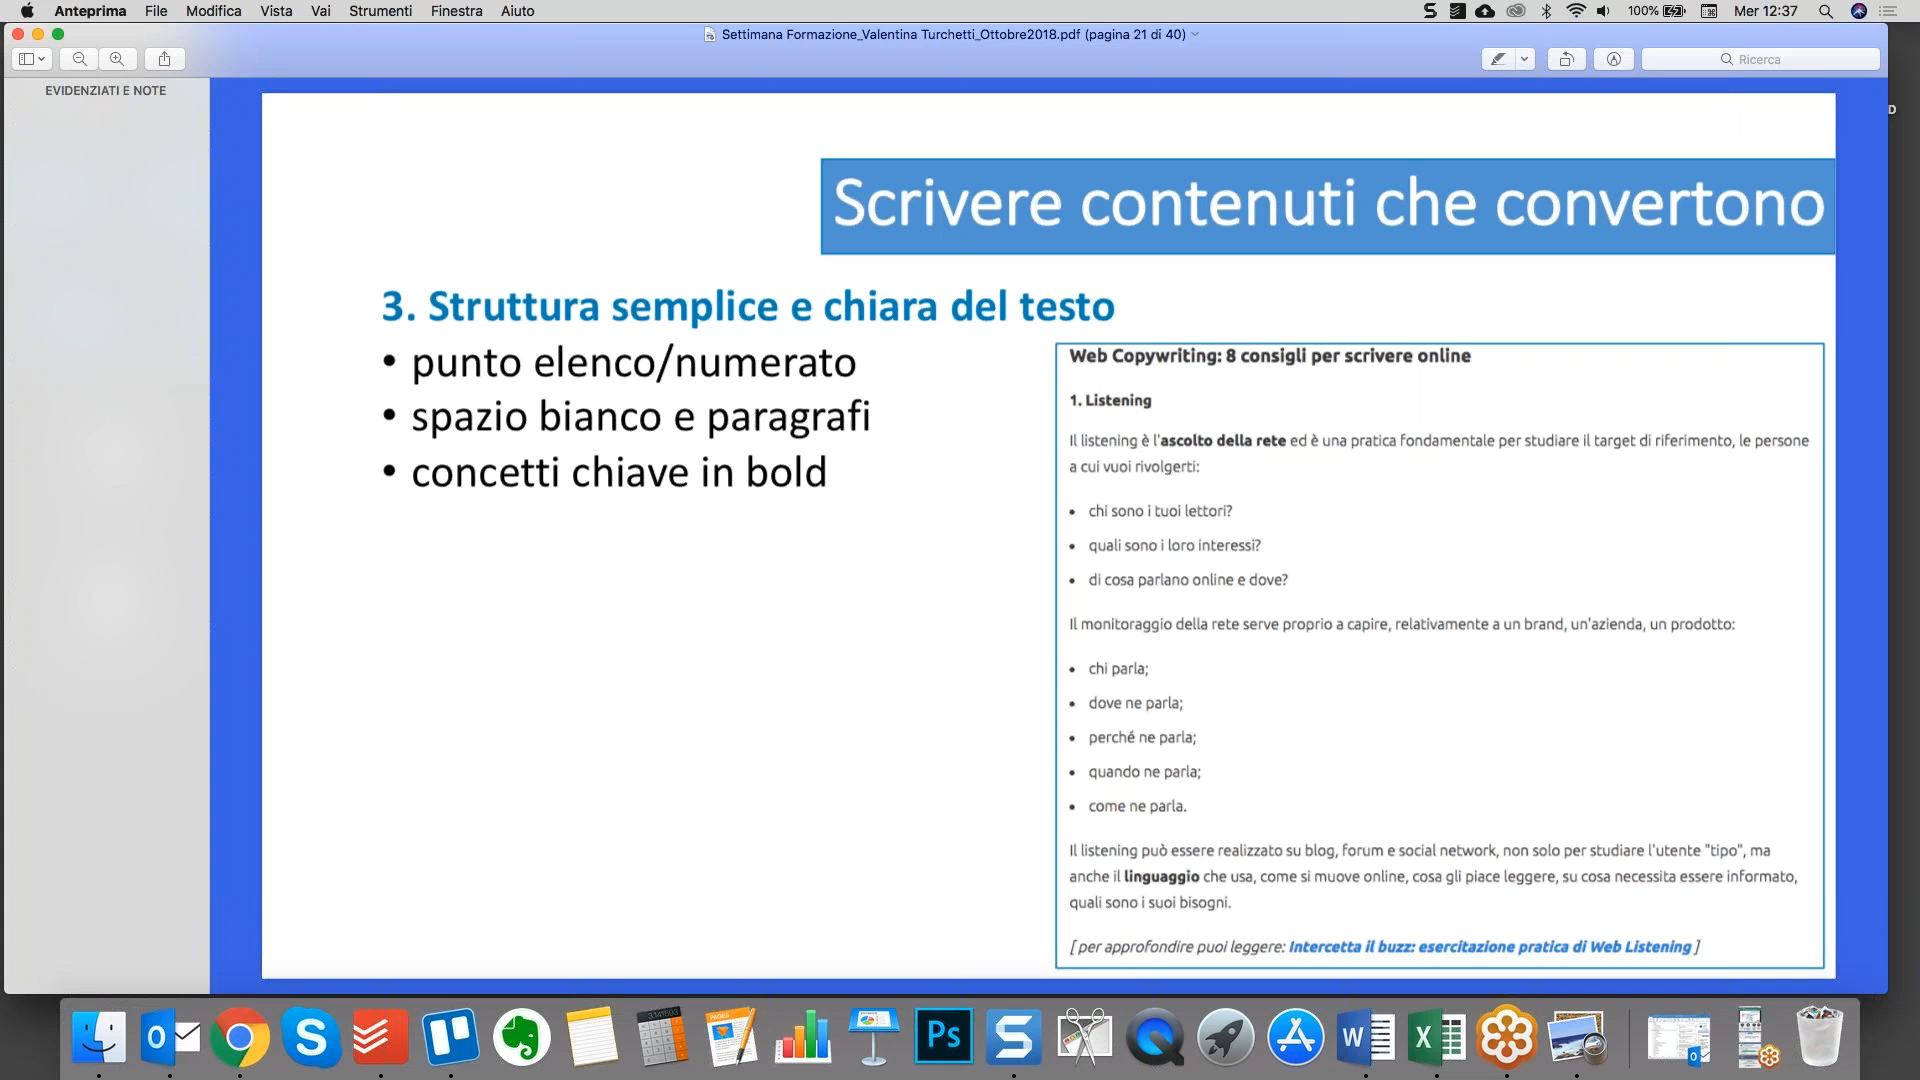 Anteprima File Modifica Vista Vai Strumenti Finestra Aiuto 100% Mer 12:37
Settimana Formazione_Valentina Turchetti_Ottobre2018.pdf (pagina 21 di 40)
Ricerca
EVIDENZIATI E NOTE
D
Scrivere contenuti che convertono
3. Struttura semplice e chiara del testo
• punto elenco/numerato
• spazio bianco e paragrafi
• concetti chiave in bold
Web Copywriting: 8 consigli per scrivere online
1. Listening
Il listening è l'ascolto della rete ed è una pratica fondamentale per studiare il target di riferimento, le persone
a cui vuoi rivolgerti:
• chi sono i tuoi lettori?
• quali sono i loro interessi?
• di cosa parlano online e dove?
Il monitoraggio della rete serve proprio a capire, relativamente a un brand, un'azienda, un prodotto:
• chi parla;
• dove ne parla;
• perché ne parla;
• quando ne parla;
• come ne parla.
Il listening può essere realizzato su blog, forum e social network, non solo per studiare l'utente "tipo", ma
anche il linguaggio che usa, come si muove online, cosa gli piace leggere, su cosa necessita essere informato,
quali sono i suoi bisogni.
[ per approfondire puoi leggere: Intercetta il buzz: esercitazione pratica di Web Listening ]
3.141593
PAGES
Ps